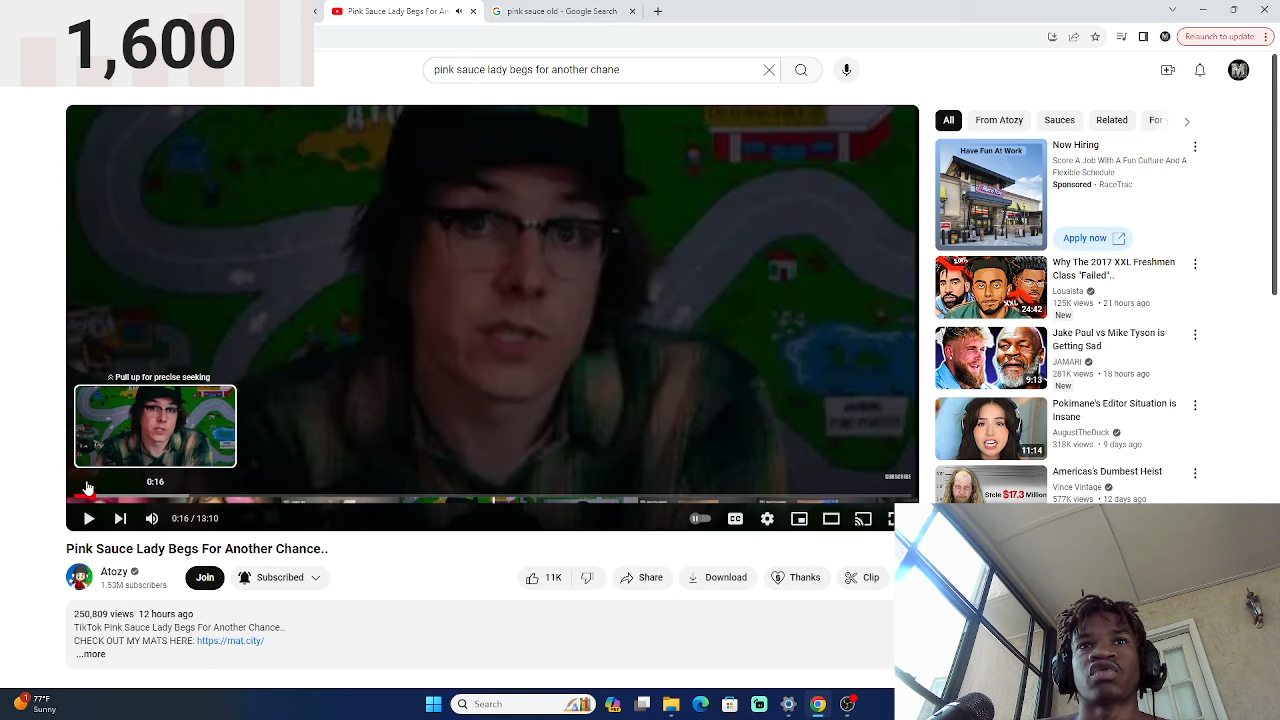 1,600
Pink Sauce Lady Begs For An
pink sauce old - Google Search
Relaunch to update
pink sauce lady begs for another chane
All
From Atozy
Sauces
Related
For
Have Fun At Work
Now Hiring
Score A Job With A Fun Culture And A
Flexible Schedule
Sponsored · RaceTrac
Apply now
Why The 2017 XXL Freshmen
Class "Failed"..
Louaista
125K views • 21 hours ago
New
XXL
24:42
Jake Paul vs Mike Tyson is
Getting Sad
JAMARI
281K views • 18 hours ago
New
9:13
Pokimane's Editor Situation is
Insane
AugustTheDuck
318K views • 9 days ago
11:14
America's Dumbest Heist
Vince Vintage
577K views • 12 days ago
Stole $17.3 Million
Pull up for precise seeking
0:16
SUBSCRIBE
0:16 / 13:10
CC
Pink Sauce Lady Begs For Another Chance..
Atozy
1.53M subscribers
Join
Subscribed
11K
Share
Download
Thanks
Clip
250,809 views 12 hours ago
TikTok Pink Sauce Lady Begs For Another Chance..
CHECK OUT MY MATS HERE: https://mat.city/
...more
1
77°F
Sunny
Search